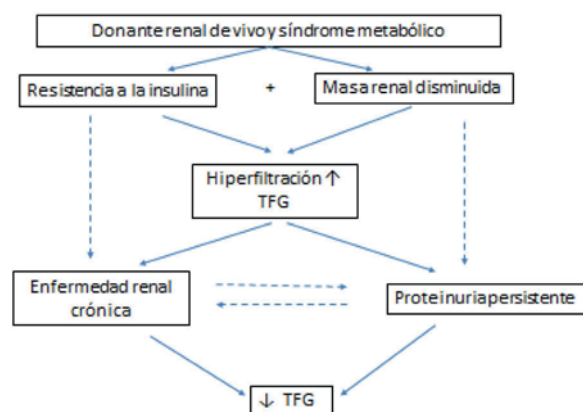 Donante renal de vivo y síndrome metabólico
Resistencia a la insulina
+
Masa renal disminuida
Hiperfiltración ↑
TFG
Enfermedad renal
crónica
Proteinuria persistente
↓ TFG